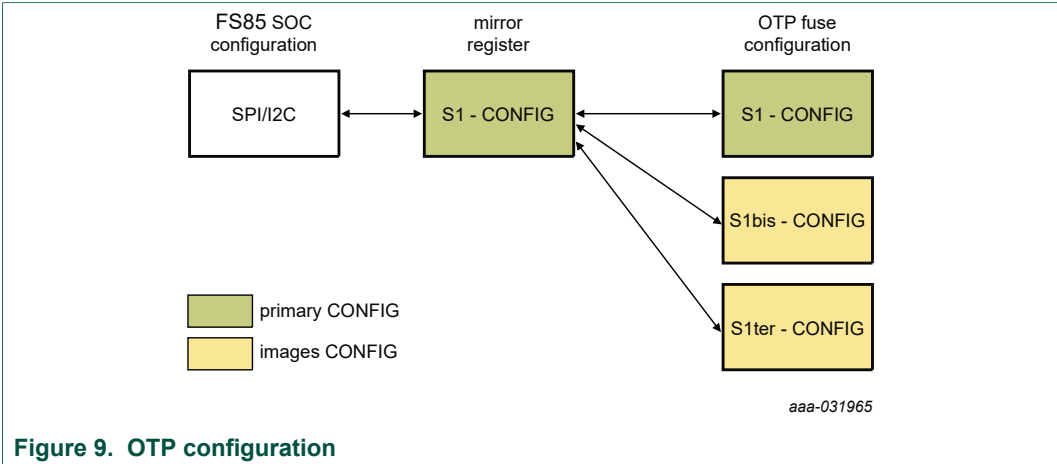 FS85 SOC
configuration
mirror
register
OTP fuse
configuration
SPI/I2C
S1 - CONFIG
S1 - CONFIG
S1bis - CONFIG
S1ter - CONFIG
primary CONFIG
images CONFIG
aaa-031965
Figure 9. OTP configuration